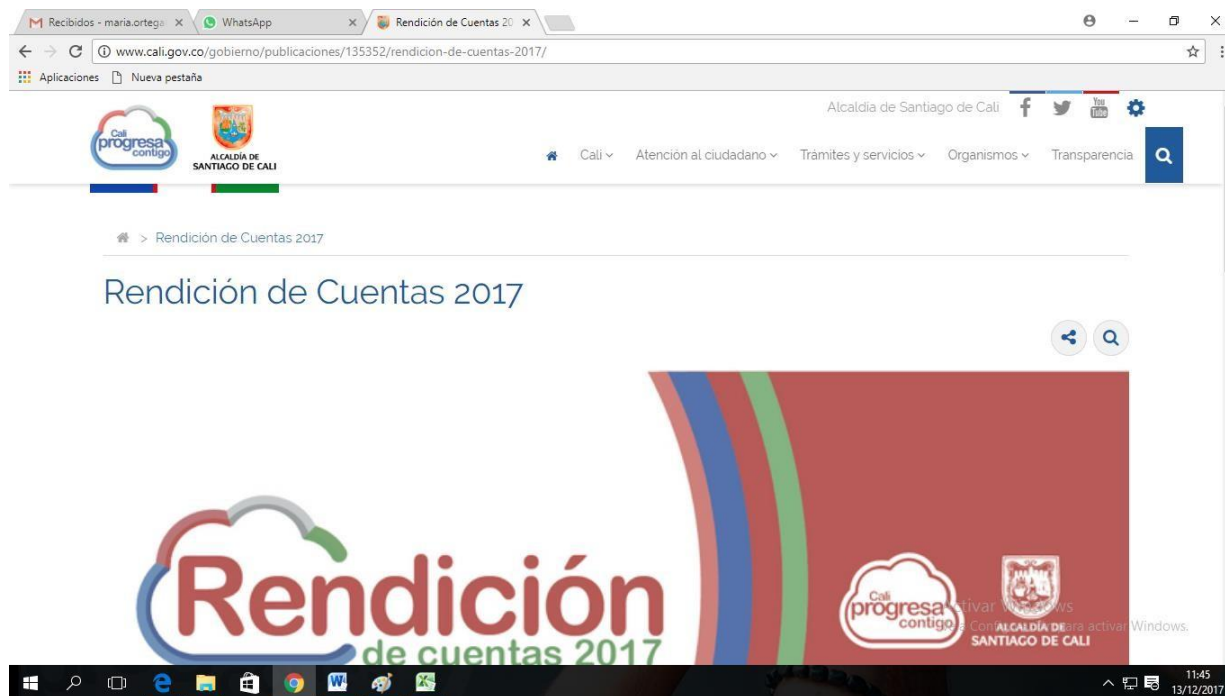 Recibidos - maria.ortega
WhatsApp
Rendición de Cuentas 20
www.cali.gov.co/gobierno/publicaciones/135352/rendicion-de-cuentas-2017/
Aplicaciones Nueva pestaña
Cali
progresa
contigo
ALCALDÍA DE
SANTIAGO DE CALI
Alcaldía de Santiago de Cali
You
Tube
Cali Atención al ciudadano Trámites y servicios Organismos Transparencia
> Rendición de Cuentas 2017
Rendición de Cuentas 2017
Rendición
de cuentas 2017
Cali
progresa
contigo
ALCALDÍA DE
SANTIAGO DE CALI
ara activar Windows.
11:45
13/12/2017